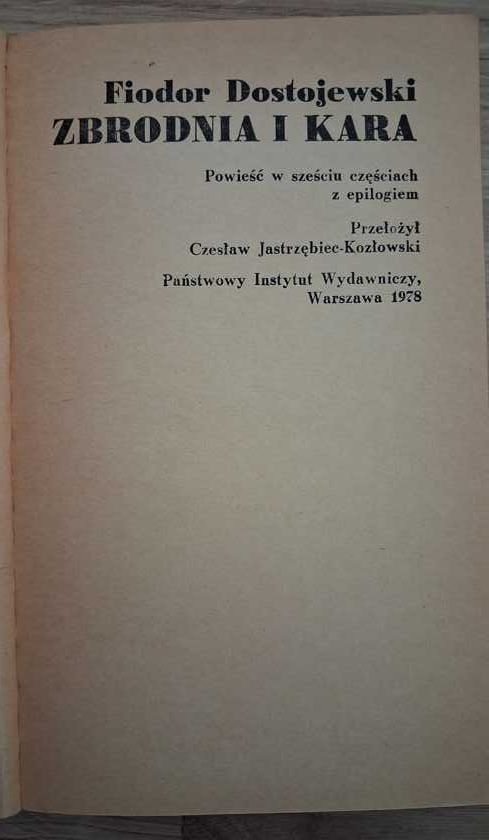 Fiodor Dostojewski
ZBRODNIA I KARA
Powieść w sześciu częściach
z epilogiem
Przełożył
Czesław Jastrzębiec-Kozłowski
Państwowy Instytut Wydawniczy,
Warszawa 1978